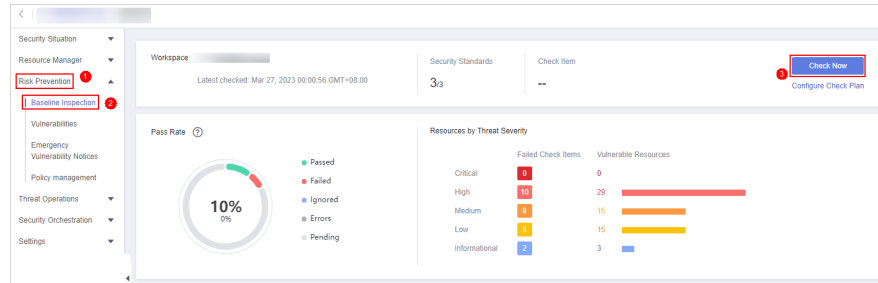 Security Situation
Resource Manager
Risk Prevention
1
Baseline Inspection
2
Vulnerabilities
Emergency
Vulnerability Notices
Policy management
Threat Operations
Security Orchestration
Settings
Workspace
Latest checked: Mar 27, 2023 00:00:56 GMT+08:00
Security Standards
3/3
Check Item
--
3
Check Now
Configure Check Plan
Pass Rate ?
10%
0%
Passed
Failed
Ignored
Errors
Pending
Resources by Threat Severity
Failed Check Items Vulnerable Resources
Critical 0 0
High 10 29
Medium 8 15
Low 5 15
Informational 2 3